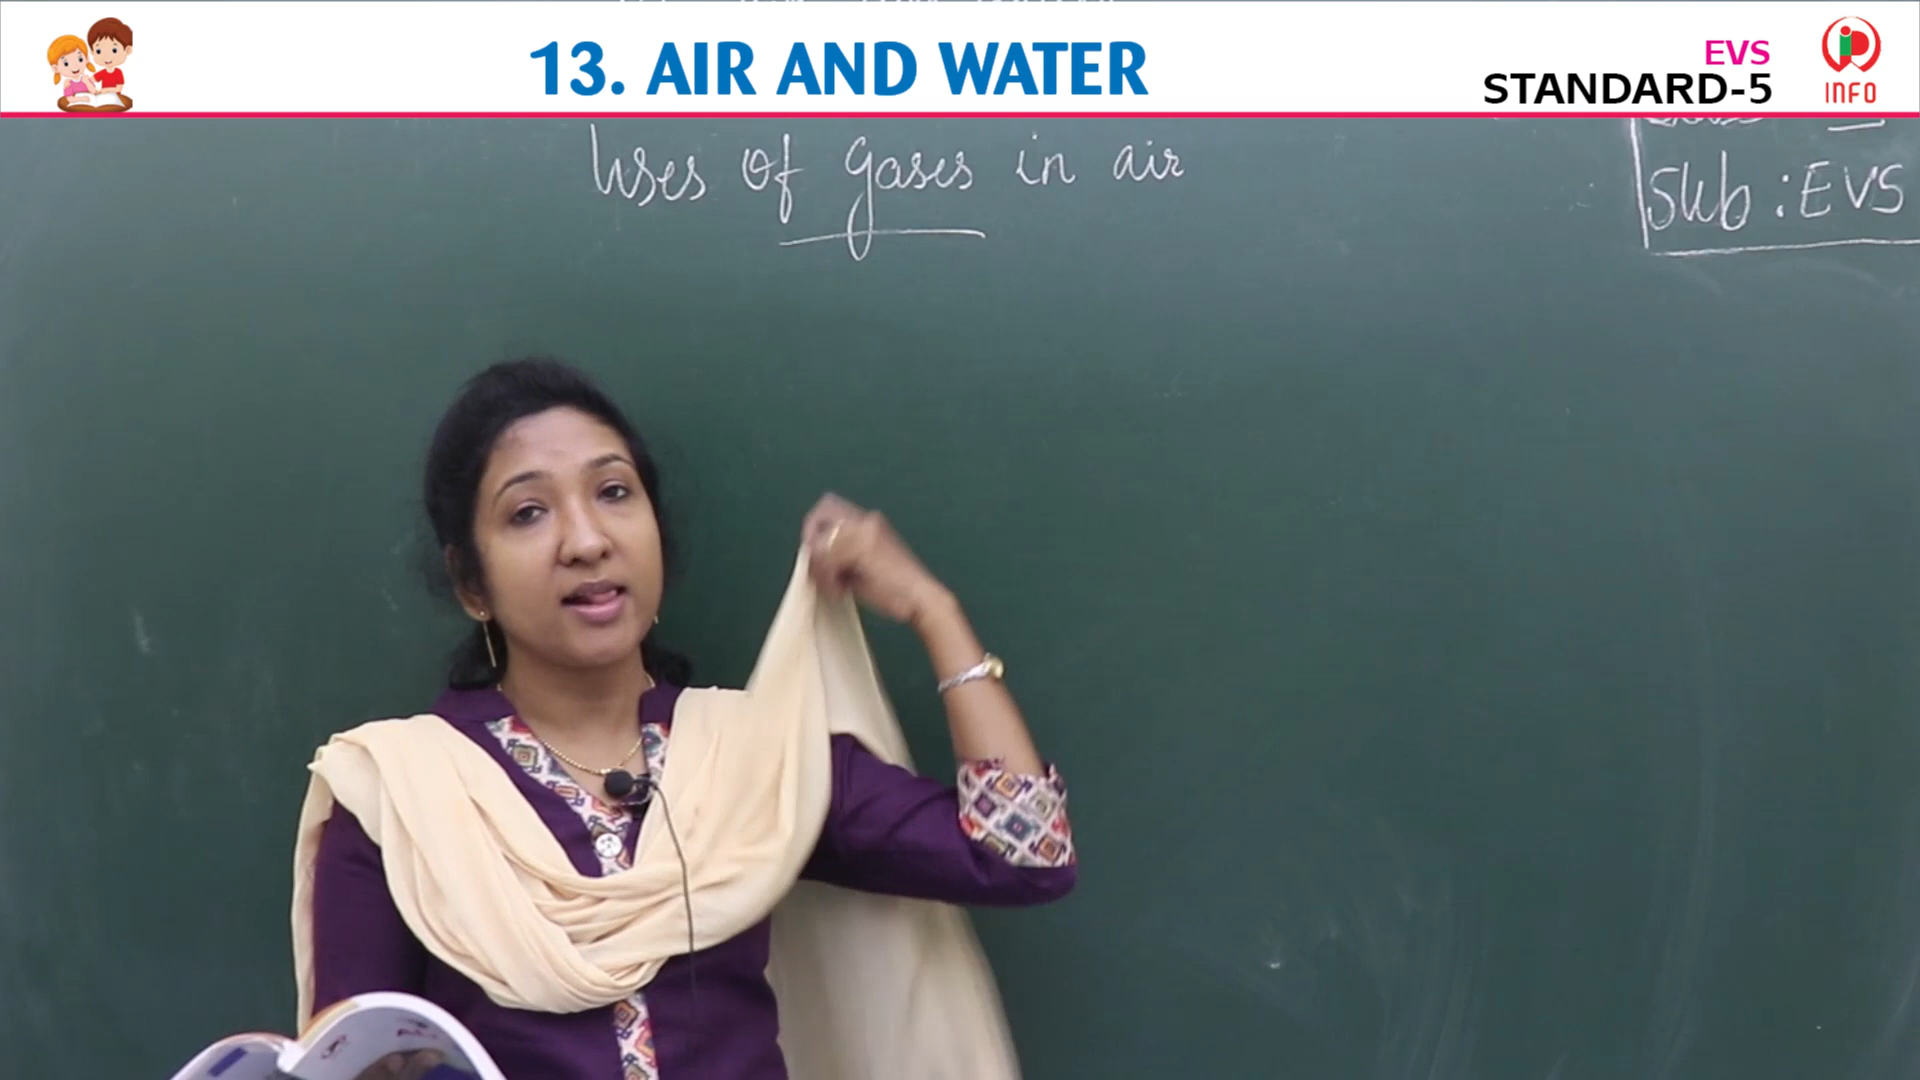 13. AIR AND WATER
EVS
STANDARD-5
INFO
Uses of gases in air
Sub : EVS